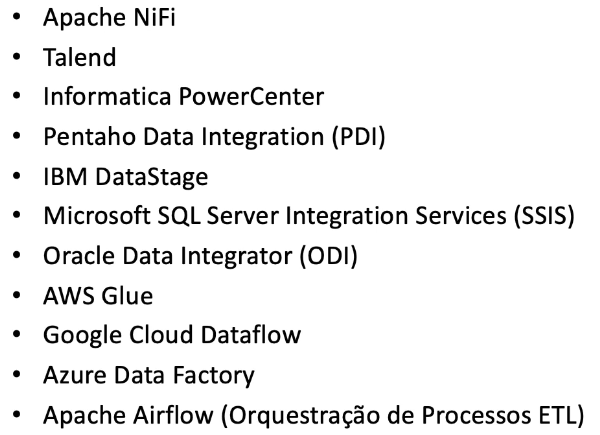 • Apache NiFi
• Talend
• Informatica PowerCenter
• Pentaho Data Integration (PDI)
• IBM DataStage
• Microsoft SQL Server Integration Services (SSIS)
• Oracle Data Integrator (ODI)
• AWS Glue
• Google Cloud Dataflow
• Azure Data Factory
• Apache Airflow (Orquestração de Processos ETL)